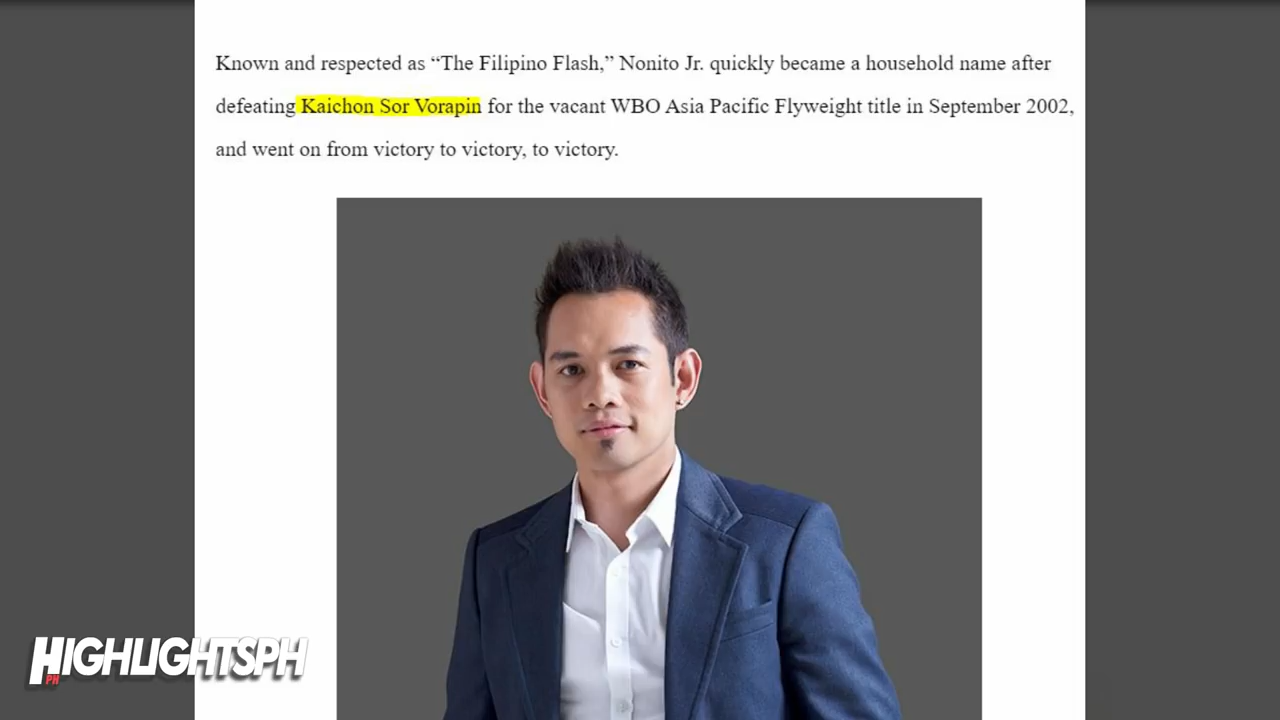 Known and respected as “The Filipino Flash,” Nonito Jr. quickly became a household name after
defeating Kaichon Sor Vorapin for the vacant WBO Asia Pacific Flyweight title in September 2002,
and went on from victory to victory, to victory.
HIGHLIGHTSPH
PH